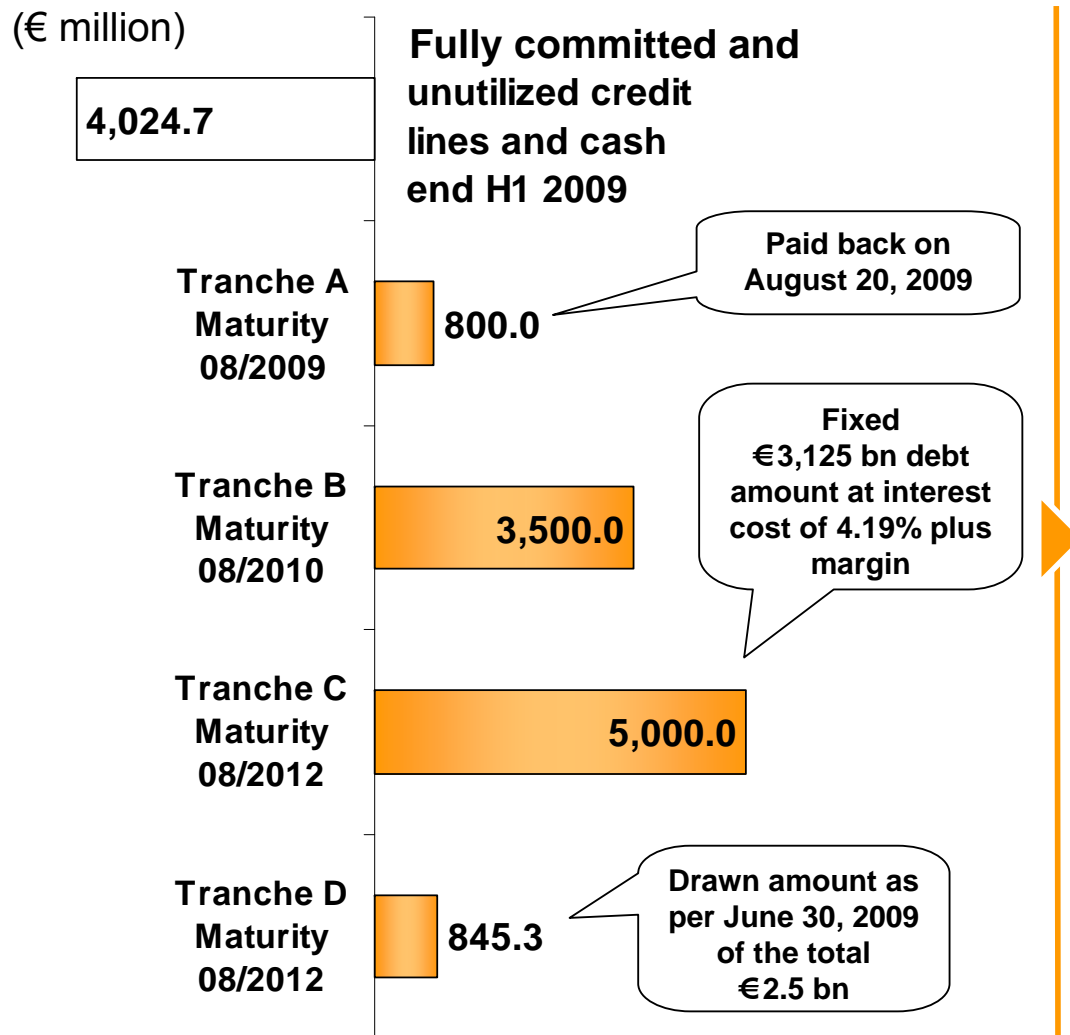 (€ million)
Fully committed and
unutilized credit
lines and cash
end H1 2009
4,024.7
Tranche A
Maturity
08/2009
800.0
Paid back on
August 20, 2009
Tranche B
Maturity
08/2010
3,500.0
Fixed
€3,125 bn debt
amount at interest
cost of 4.19% plus
margin
Tranche C
Maturity
08/2012
5,000.0
Tranche D
Maturity
08/2012
845.3
Drawn amount as
per June 30, 2009
of the total
€2.5 bn